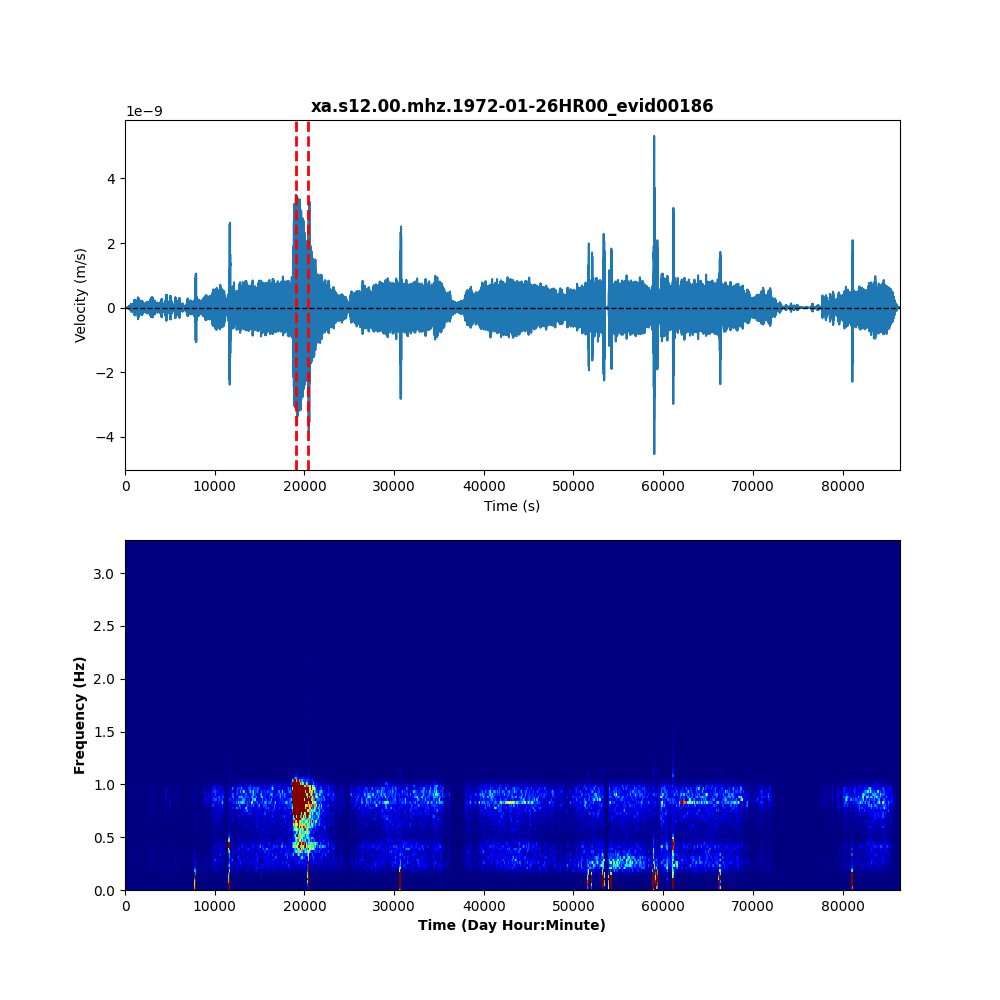 xa.s12.00.mhz.1972-01-26HR00_evid00186
1e−9
4
2
0
−2
−4
Velocity (m/s)
0 10000 20000 30000 40000 50000 60000 70000 80000
Time (s)
3.0
2.5
2.0
1.5
1.0
0.5
0.0
Frequency (Hz)
0 10000 20000 30000 40000 50000 60000 70000 80000
Time (Day Hour:Minute)